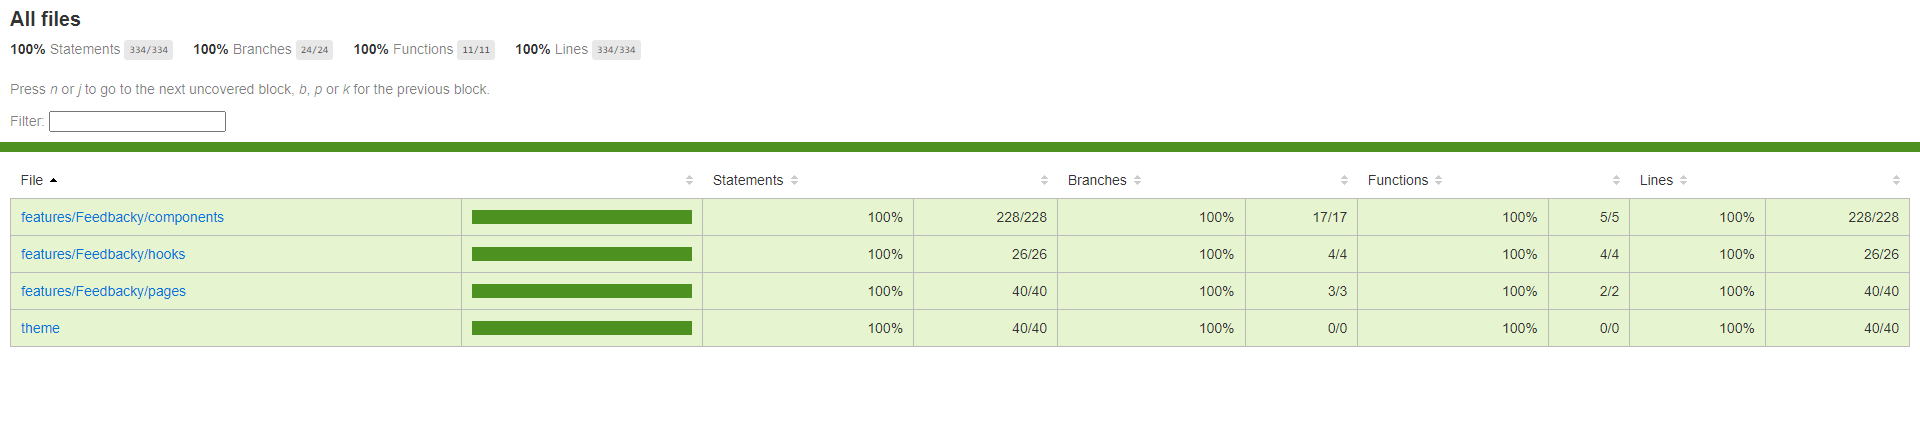 All files
100% Statements 334/334 100% Branches 24/24 100% Functions 11/11 100% Lines 334/334
Press n or j to go to the next uncovered block, b, p or k for the previous block.
Filter:
File Statements Branches Functions Lines
features/Feedbacky/components 100% 228/228 100% 17/17 100% 5/5 100% 228/228
features/Feedbacky/hooks 100% 26/26 100% 4/4 100% 4/4 100% 26/26
features/Feedbacky/pages 100% 40/40 100% 3/3 100% 2/2 100% 40/40
theme 100% 40/40 100% 0/0 100% 0/0 100% 40/40